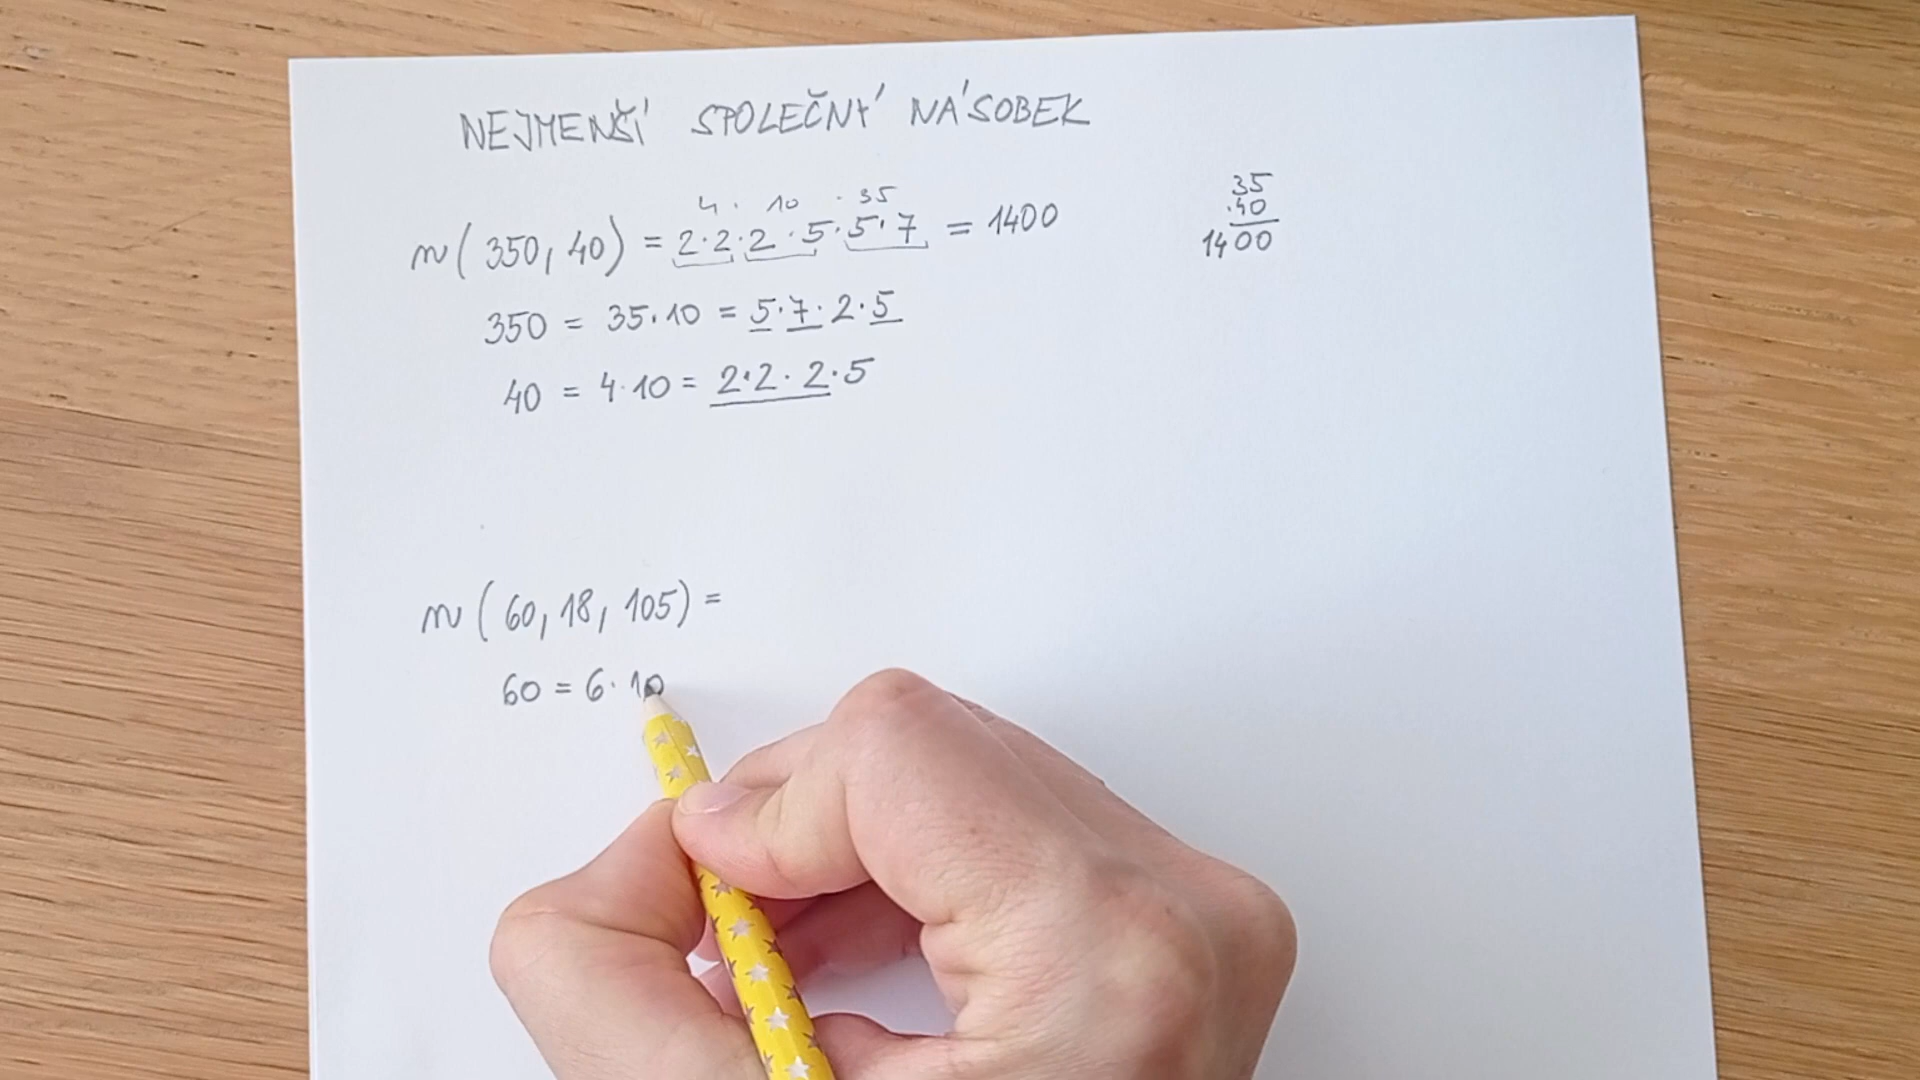 NEJMENŠÍ SPOLEČNÝ NÁSOBEK
4 · 10 · 35
n(350, 40) = 2·2·2·5·5·7 = 1400
350 = 35·10 = 5·7·2·5
40 = 4·10 = 2·2·2·5
35
·40
1400
n(60, 18, 105) =
60 = 6·10